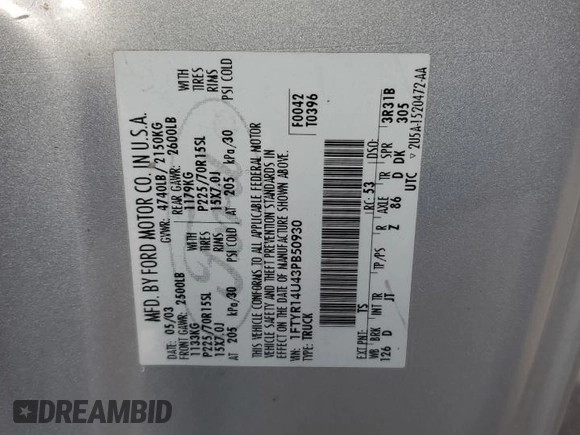 MFD. BY FORD MOTOR CO. IN U.S.A.
DATE: 05/03 GVWR: 4740LB/ 2150KG
FRONT GAWR: 2500LB REAR GAWR: 2600LB
1133KG WITH 1179KG WITH
P225/70R15SL TIRES P225/70R15SL TIRES
15X7.0J RIMS 15X7.0J RIMS
AT 205 kPa/30 PSI COLD AT 205 kPa/30 PSI COLD
Ford
THIS VEHICLE CONFORMS TO ALL APPLICABLE FEDERAL MOTOR
VEHICLE SAFETY AND THEFT PREVENTION STANDARDS IN
EFFECT ON THE DATE OF MANUFACTURE SHOWN ABOVE.
VIN: 1FTYR14U43PB50930 F0042
TYPE: TRUCK T0396
EXT PNT: TS RC: 53 DSO: 3R31B
WB BRK INT TR TP/PS R AXLE TR SPR 305
126 D JT Z 86 D DK
UTC 2U5A-1520472-AA
DREAMBID